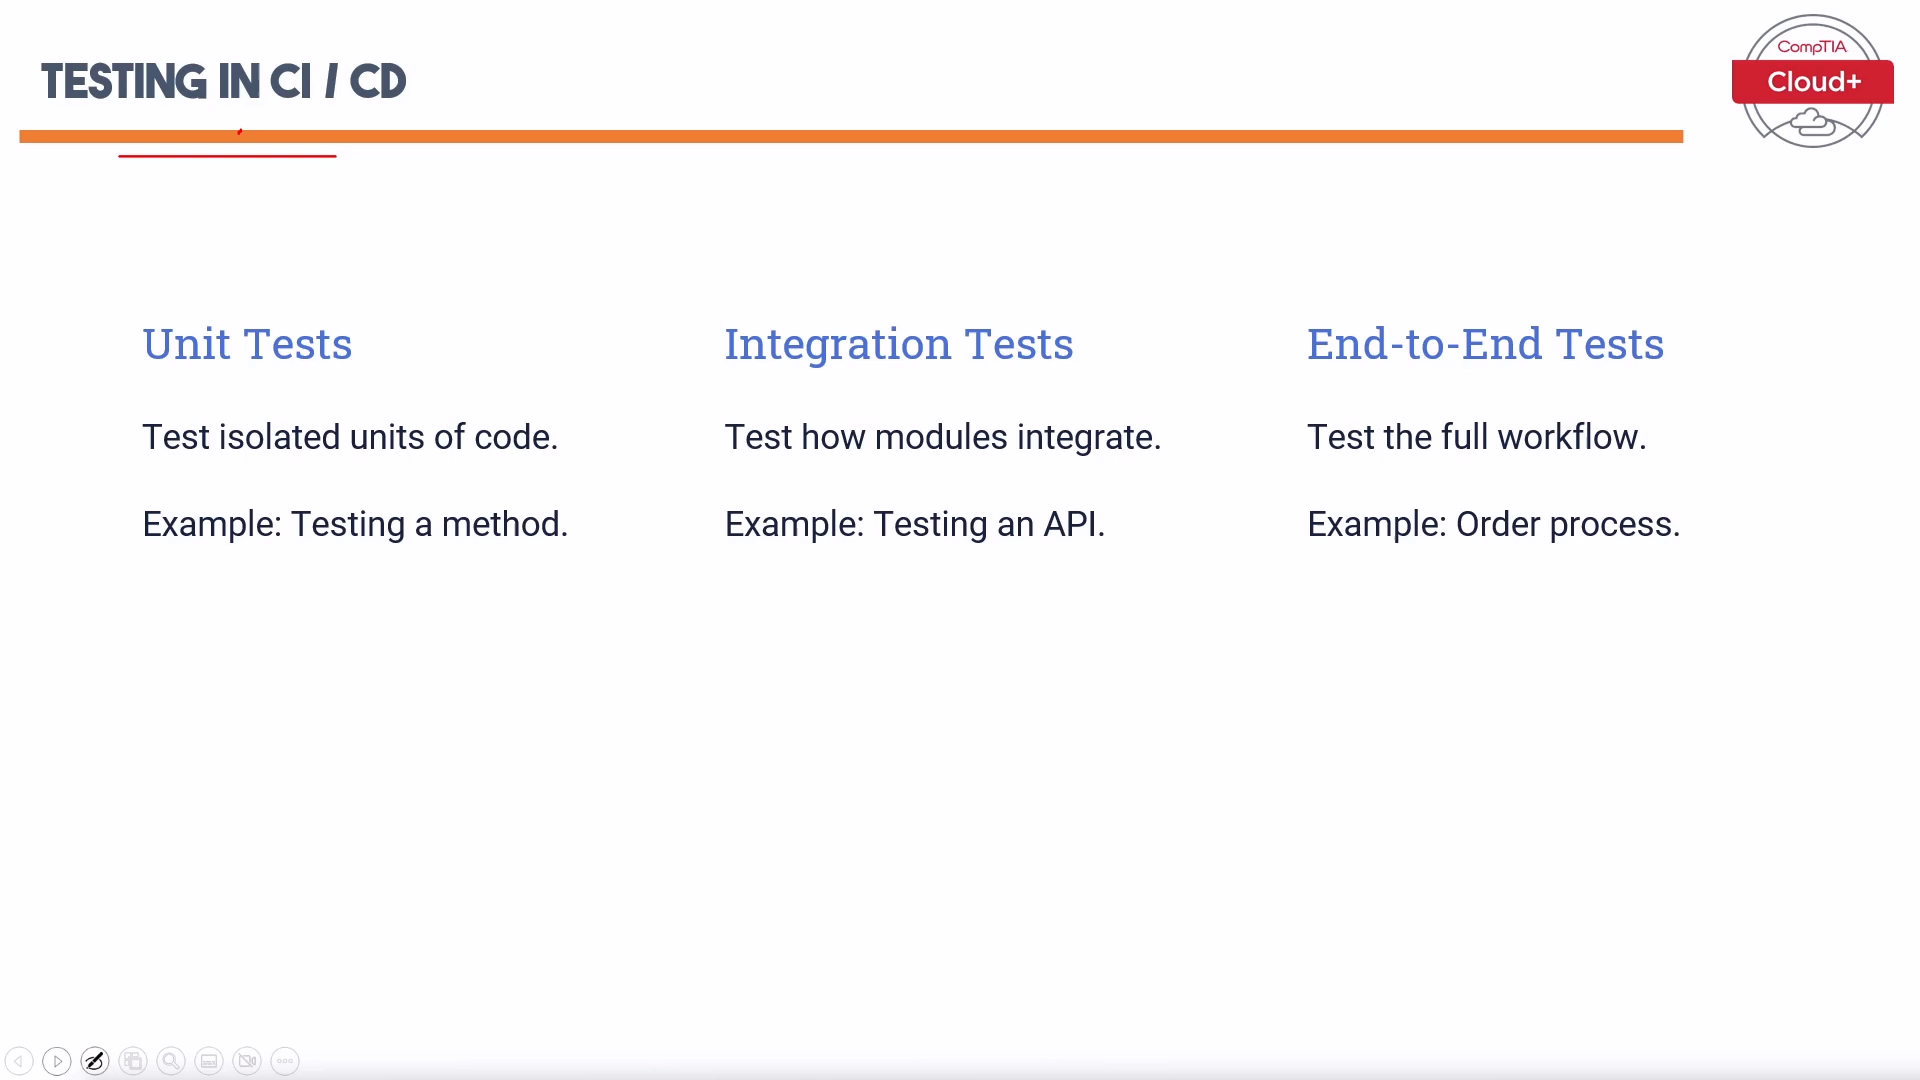 TESTING IN CI / CD
CompTIA
Cloud+
Unit Tests
Test isolated units of code.
Example: Testing a method.
Integration Tests
Test how modules integrate.
Example: Testing an API.
End-to-End Tests
Test the full workflow.
Example: Order process.